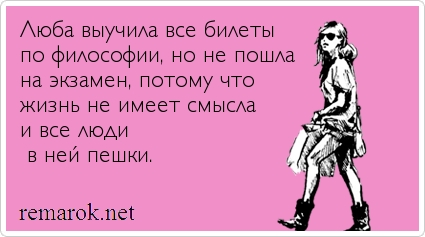 Люба выучила все билеты
по философии, но не пошла
на экзамен, потому что
жизнь не имеет смысла
и все люди
в ней пешки.
remarok.net